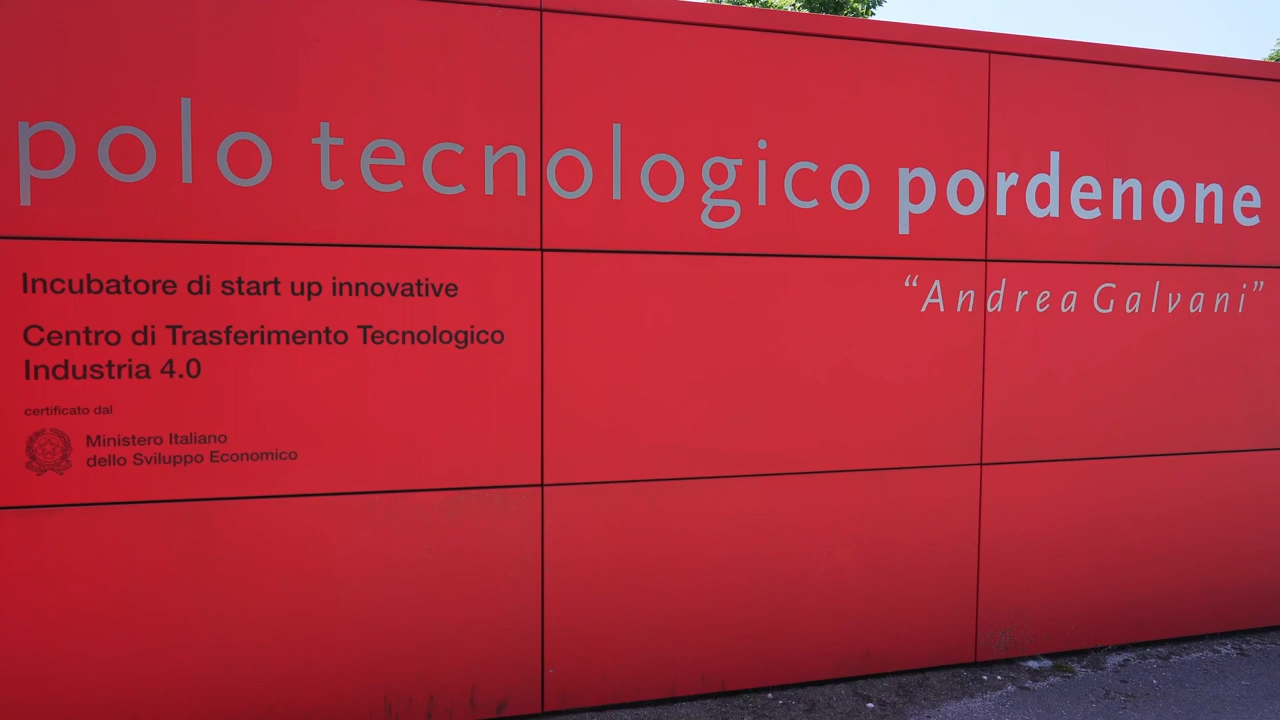 polo tecnologico pordenone
"Andrea Galvani"
Incubatore di start up innovative
Centro di Trasferimento Tecnologico
Industria 4.0
certificato dal
Ministero Italiano
dello Sviluppo Economico